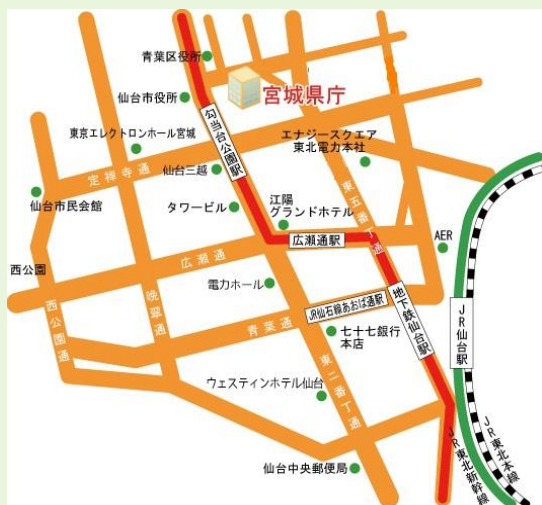 青葉区役所
宮城県庁
仙台市役所
勾当台公園駅
東京エレクトロンホール宮城
エナジースクエア
東北電力本社
定禅寺通
仙台三越
東五番丁通
仙台市民会館
タワービル
江陽
グランドホテル
広瀬通駅
AER
広瀬通
西公園
電力ホール
晩翠通
西公園通
JR仙石線あおば通駅
地下鉄仙台駅
JR仙台駅
青葉通
七十七銀行
本店
東二番丁通
ウェスティンホテル仙台
仙台中央郵便局
JR東北新幹線
JR東北本線